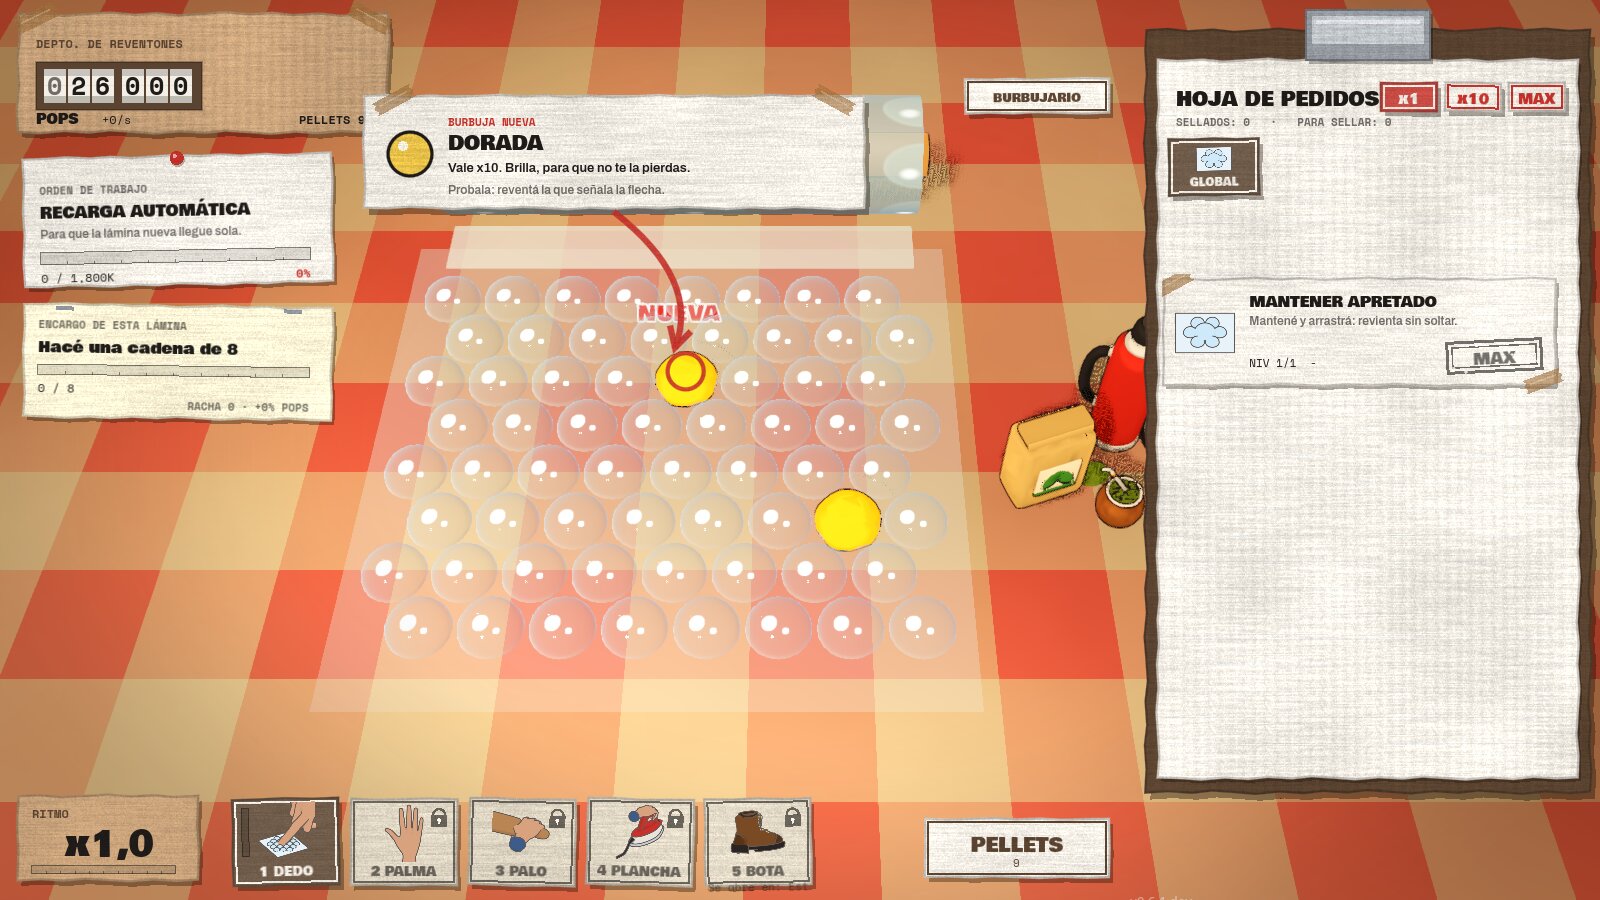 DEPTO. DE REVENTONES
026000
POPS +0/s PELLETS 9
ORDEN DE TRABAJO
RECARGA AUTOMÁTICA
Para que la lámina nueva llegue sola.
0 / 1.800K 0%
ENCARGO DE ESTA LÁMINA
Hacé una cadena de 8
0 / 8
RACHA 0 · +0% POPS
BURBUJA NUEVA
DORADA
Vale x10. Brilla, para que no te la pierdas.
Probala: reventá la que señala la flecha.
NUEVA
BURBUJARIO
HOJA DE PEDIDOS x1 x10 MAX
SELLADOS: 0 · PARA SELLAR: 0
GLOBAL
MANTENER APRETADO
Mantené y arrastrá: revienta sin soltar.
NIV 1/1 - MAX
RITMO
x1,0
1 DEDO
2 PALMA
3 PALO
4 PLANCHA
5 BOTA
Se abre en: Est
PELLETS
9